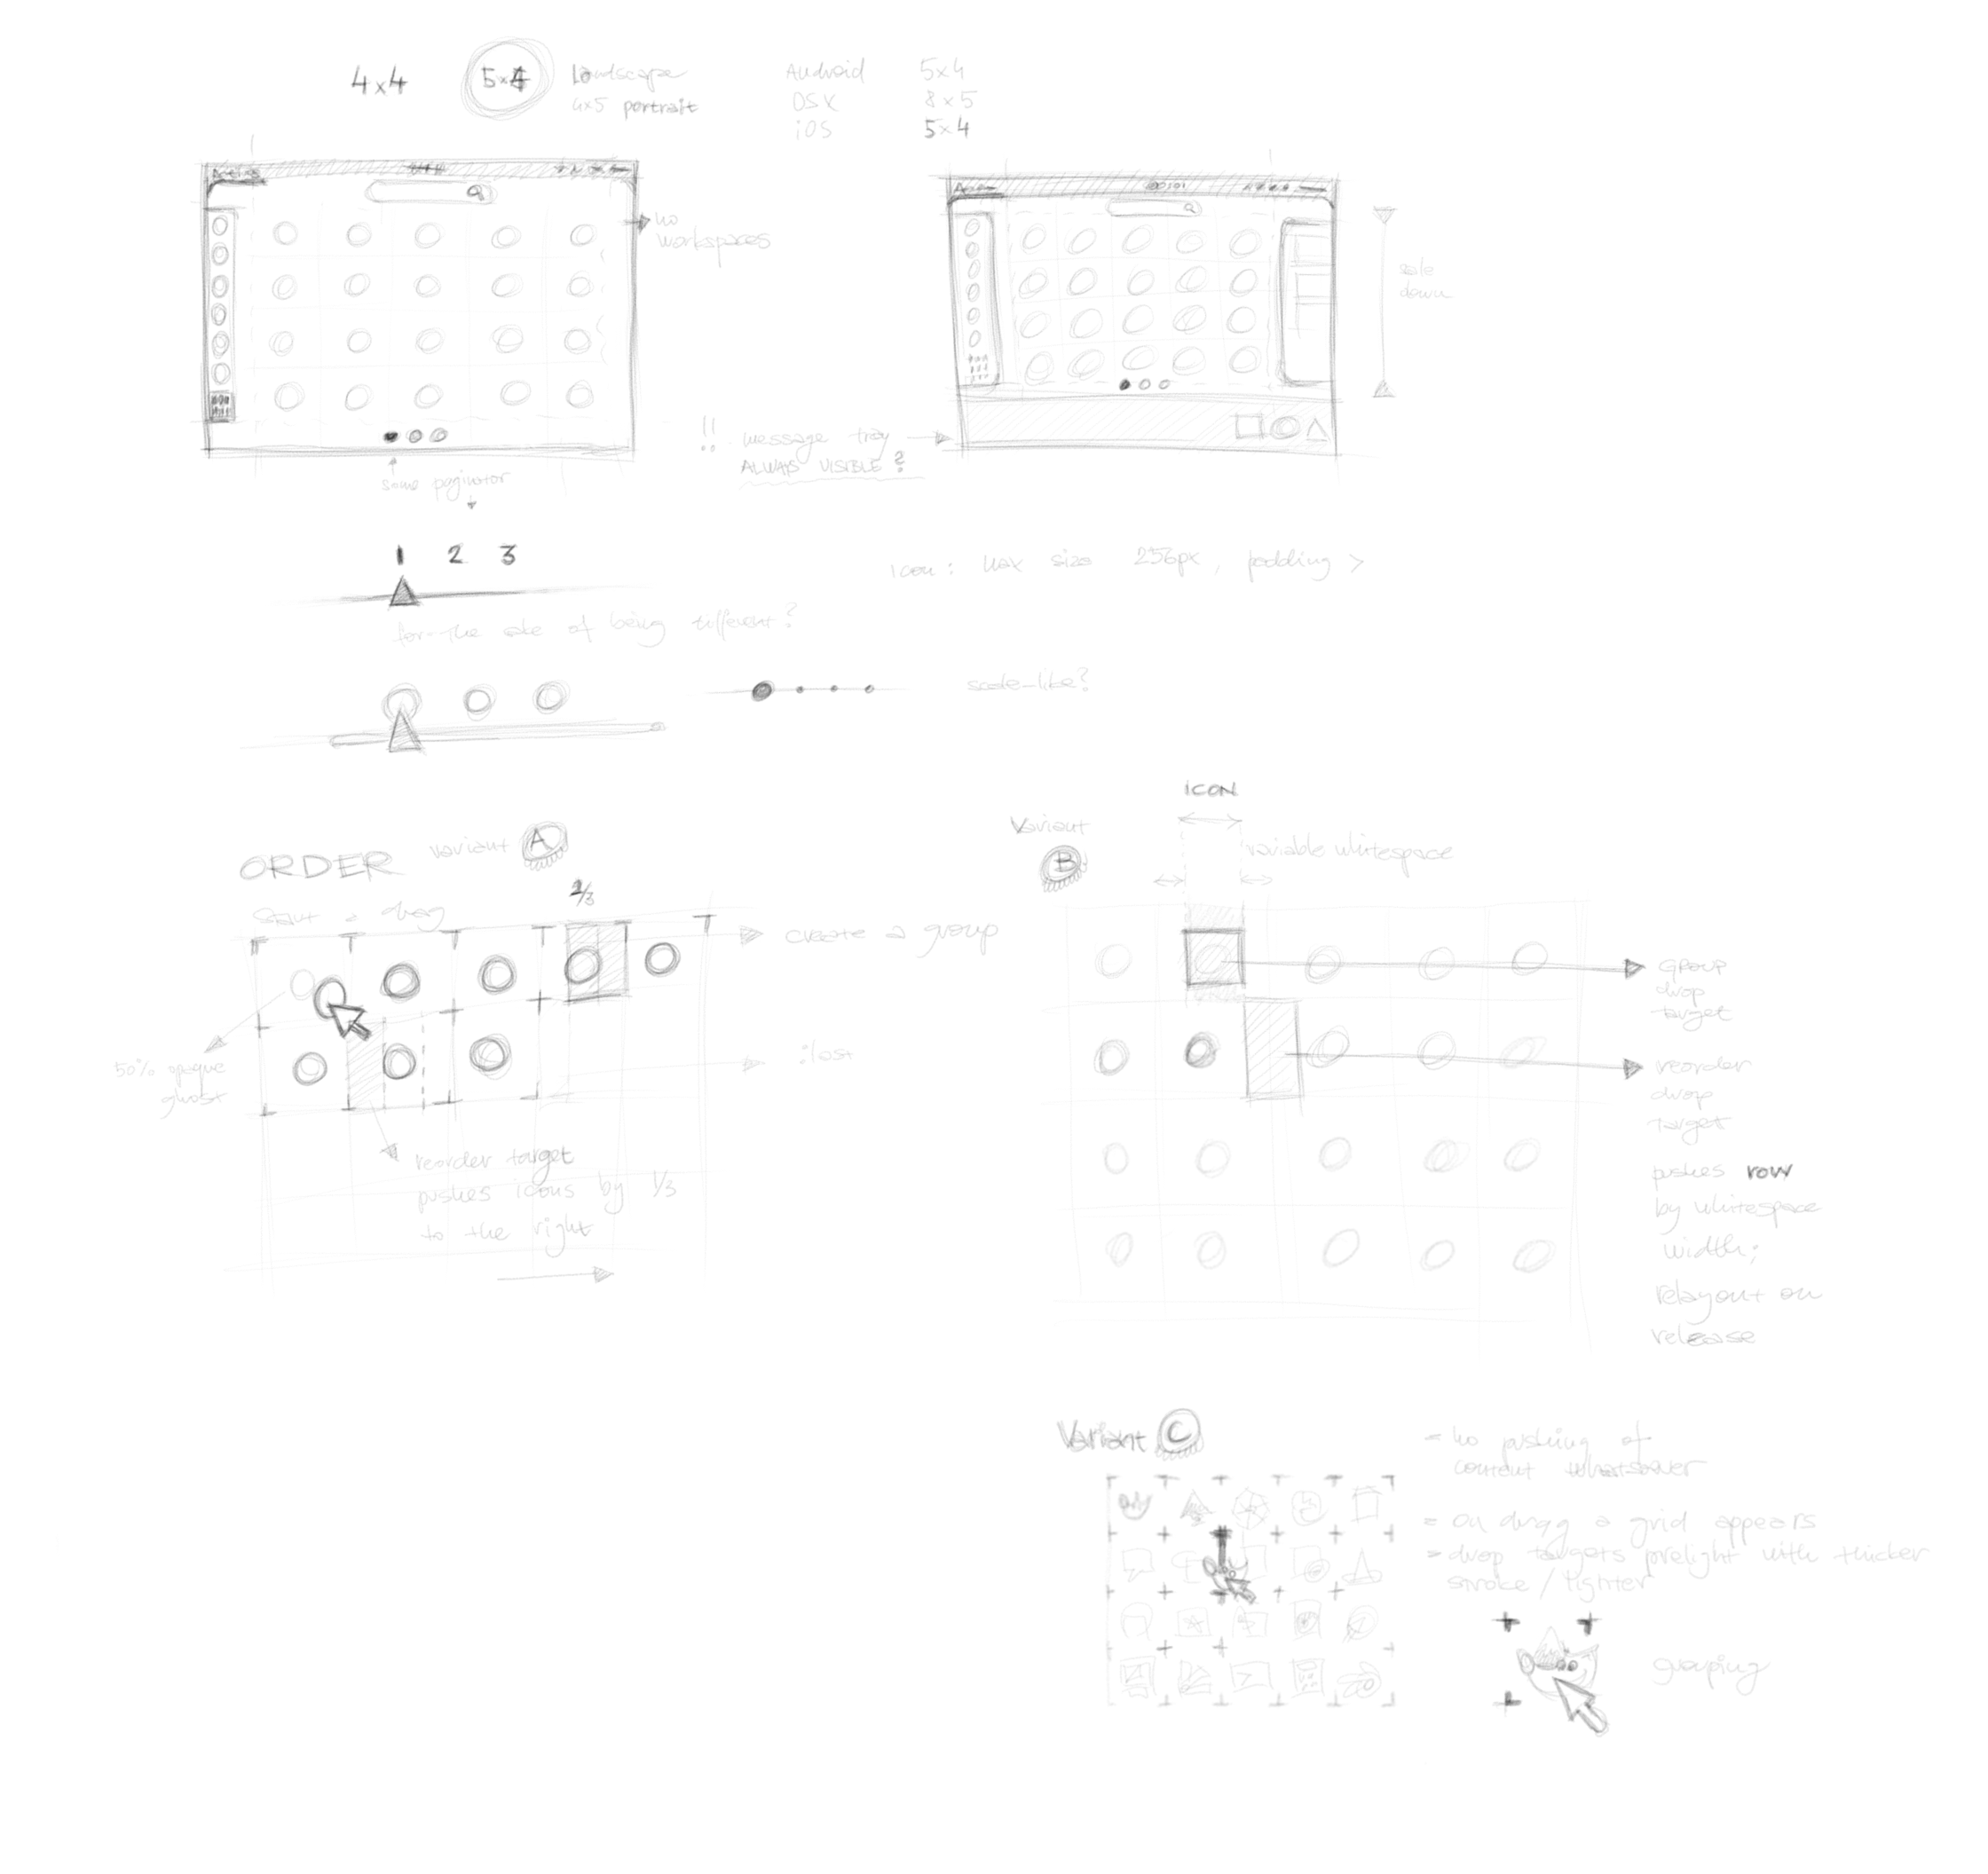 4x4
5x4
Landscape
4x5 portrait
Android 5x4
OSX 8x5
iOS 5x4
no
workspaces
scale
down
!! message tray
ALWAYS VISIBLE?
some paginator
1 2 3
for the sake of being different?
icon: max size 256px, padding >
scale-like?
ORDER
variant A
Start a drag
2/3
create a group
:last
50% opaque
ghost
reorder target
pushes icons by 1/3
to the right
Variant
B
ICON
variable whitespace
Group
drop
target
reorder
drop
target
pushes row
by whitespace
width;
relayout on
release
Variant C
- no pushing of
content whatsoever
- on drag a grid appears
- drop targets prelight with thicker
stroke / lighter
grouping